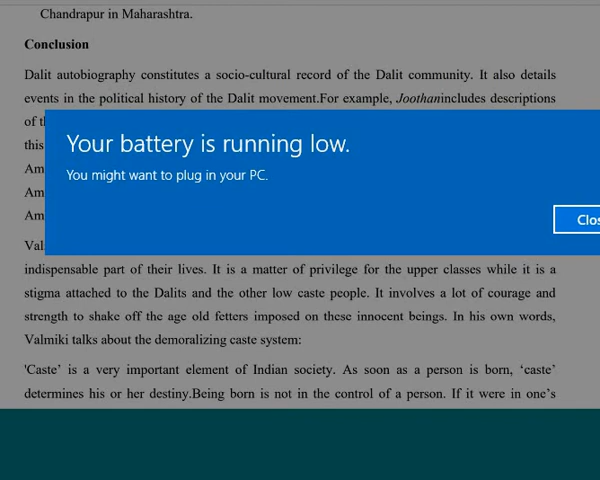 Chandrapur in Maharashtra.
Conclusion
Dalit autobiography constitutes a socio-cultural record of the Dalit community. It also details
events in the political history of the Dalit movement.For example, Joothanincludes descriptions
of th
Your battery is running low.
this
You might want to plug in your PC.
Am
Am
Am
Clos
Val
indispensable part of their lives. It is a matter of privilege for the upper classes while it is a
stigma attached to the Dalits and the other low caste people. It involves a lot of courage and
strength to shake off the age old fetters imposed on these innocent beings. In his own words,
Valmiki talks about the demoralizing caste system:
'Caste’ is a very important element of Indian society. As soon as a person is born, ‘caste’
determines his or her destiny.Being born is not in the control of a person. If it were in one’s